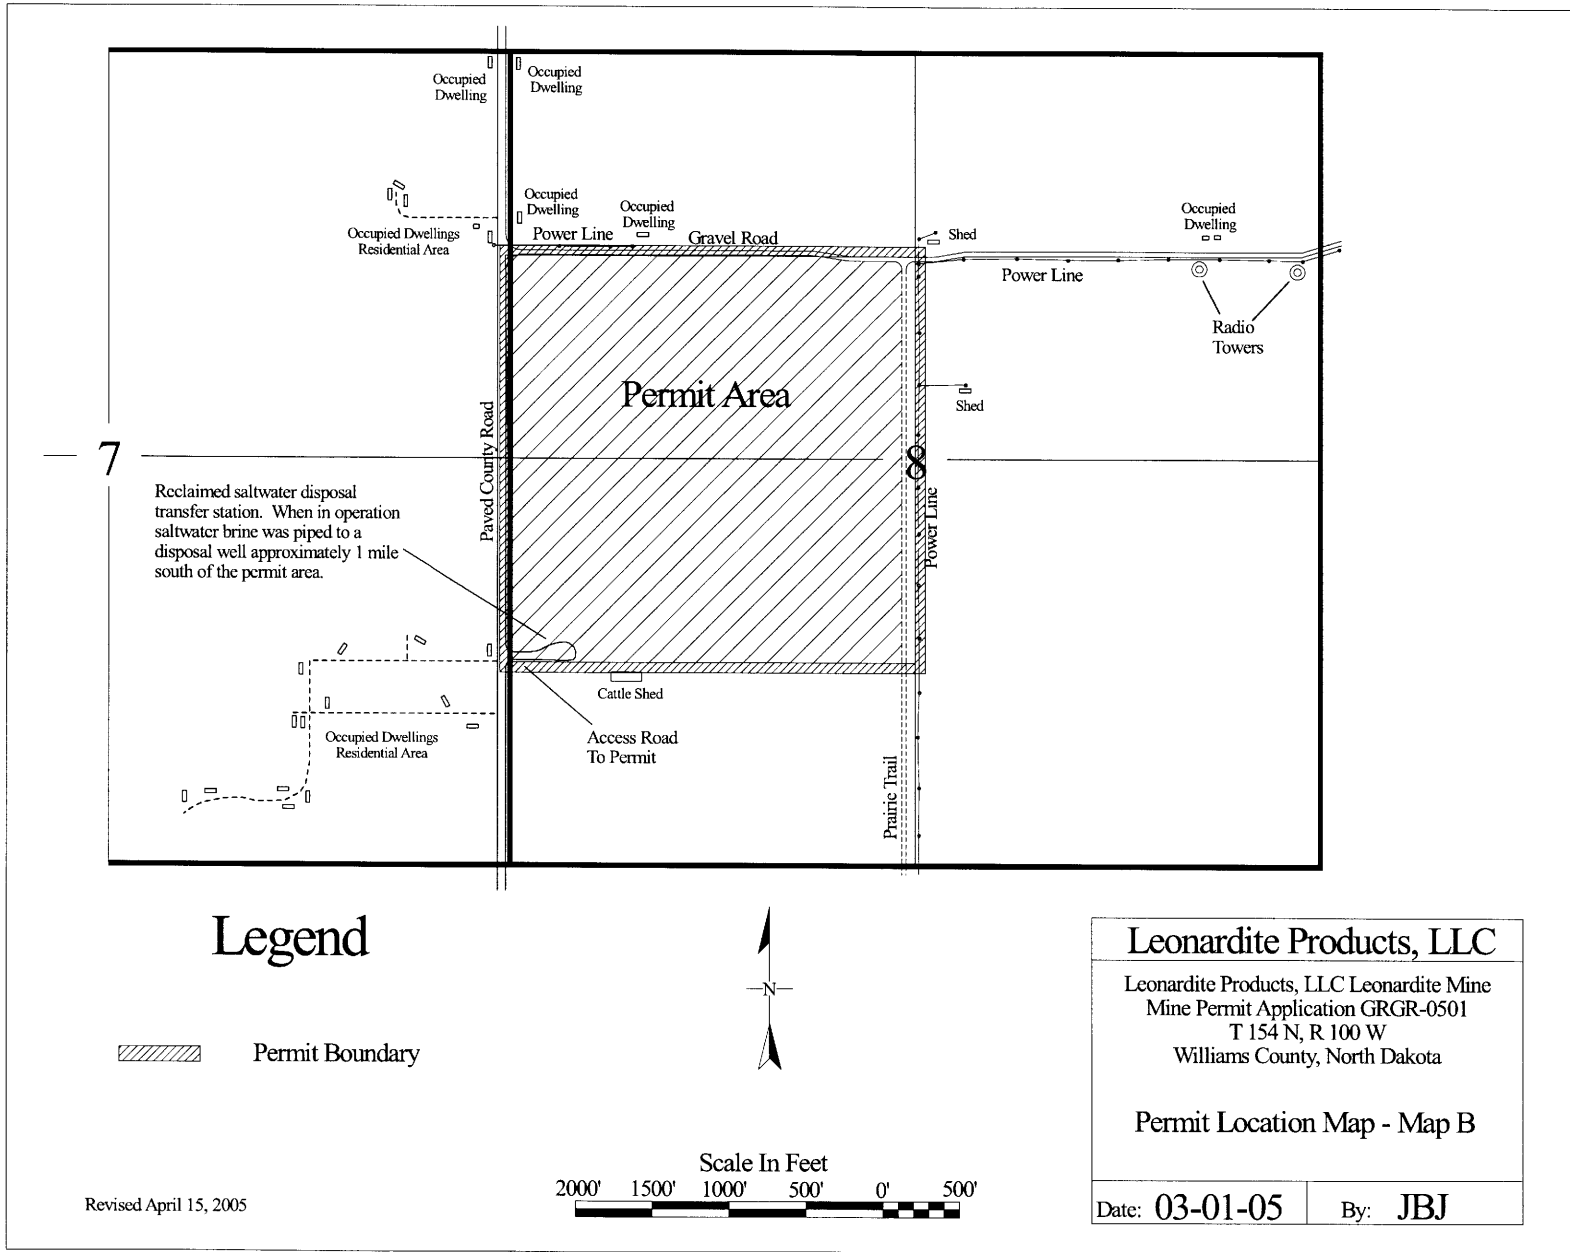 Occupied
Dwelling
Occupied
Dwelling
Occupied
Dwelling
Occupied
Dwelling
Occupied
Dwelling
Occupied Dwellings
Residential Area
Power Line
Gravel Road
Shed
Power Line
Radio
Towers
Permit Area
Shed
Paved County Road
7
8
Reclaimed saltwater disposal
transfer station. When in operation
saltwater brine was piped to a
disposal well approximately 1 mile
south of the permit area.
Power Line
Cattle Shed
Occupied Dwellings
Residential Area
Access Road
To Permit
Prairie Trail
Legend
Permit Boundary
N
Scale In Feet
2000' 1500' 1000' 500' 0' 500'
Revised April 15, 2005
Leonardite Products, LLC
Leonardite Products, LLC Leonardite Mine
Mine Permit Application GRGR-0501
T 154 N, R 100 W
Williams County, North Dakota
Permit Location Map - Map B
Date: 03-01-05
By: JBJ